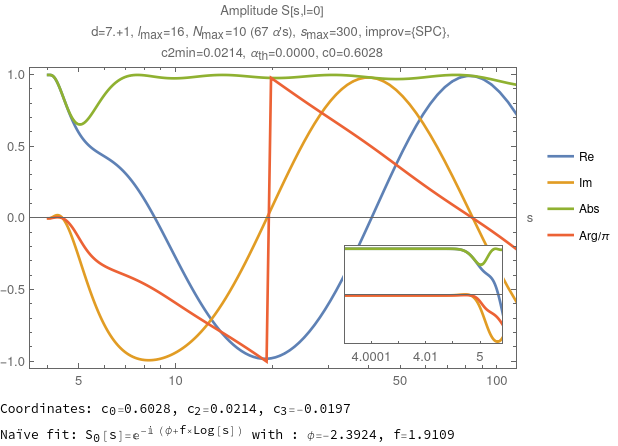 Amplitude S[s,l=0]
d=7.+1, lmax=16, Nmax=10 (67 α's), smax=300, improv={SPC},
c2min=0.0214, αth=0.0000, c0=0.6028
1.0
0.5
0.0
-0.5
-1.0
s
Re
Im
Abs
Arg/π
4.0001 4.01 5
5 10 50 100
Coordinates: c0=0.6028, c2=0.0214, c3=-0.0197
Naïve fit: S0[s]=e^-i (ϕ+f×Log[s]) with : ϕ=-2.3924, f=1.9109